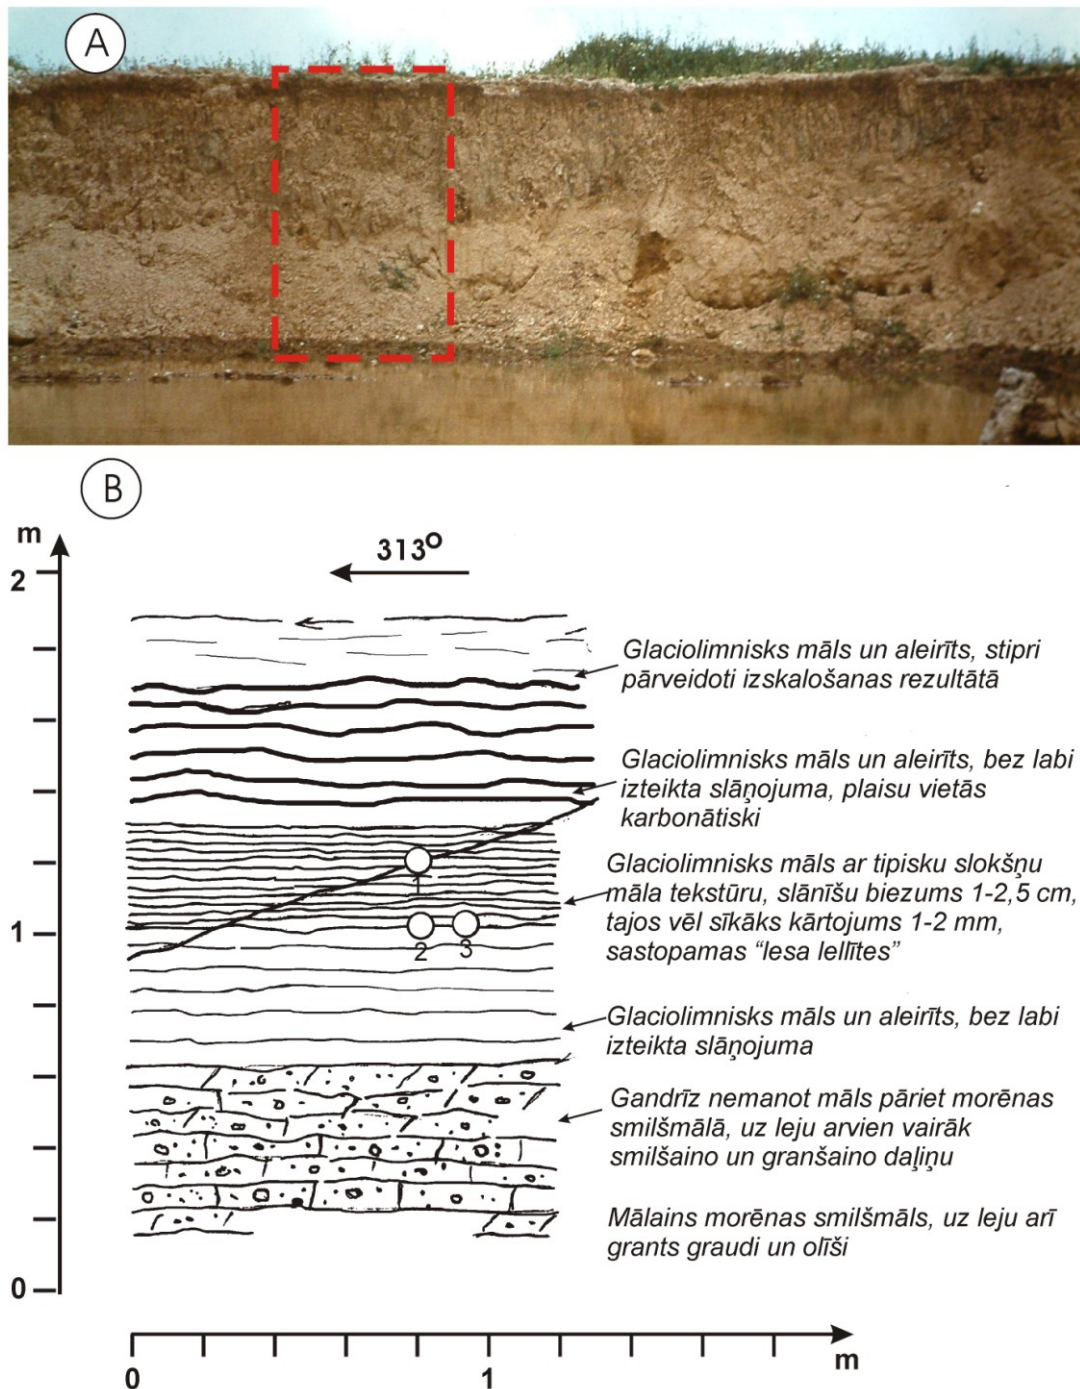 A
B
m
313°
2
Glaciolimnisks māls un aleirīts, stipri
pārveidoti izskalošanas rezultātā
Glaciolimnisks māls un aleirīts, bez labi
izteikta slāņojuma, plaisu vietās
karbonātiski
Glaciolimnisks māls ar tipisku slokšņu
māla tekstūru, slānīšu biezums 1-2,5 cm,
tajos vēl sīkāks kārtojums 1-2 mm,
sastopamas “lesa lellītes”
1
1
2 3
Glaciolimnisks māls un aleirīts, bez labi
izteikta slāņojuma
Gandrīz nemanot māls pāriet morēnas
smilšmālā, uz leju arvien vairāk
smilšaino un granšaino daļiņu
Mālains morēnas smilšmāls, uz leju arī
grants graudi un olīši
0
0 1 m